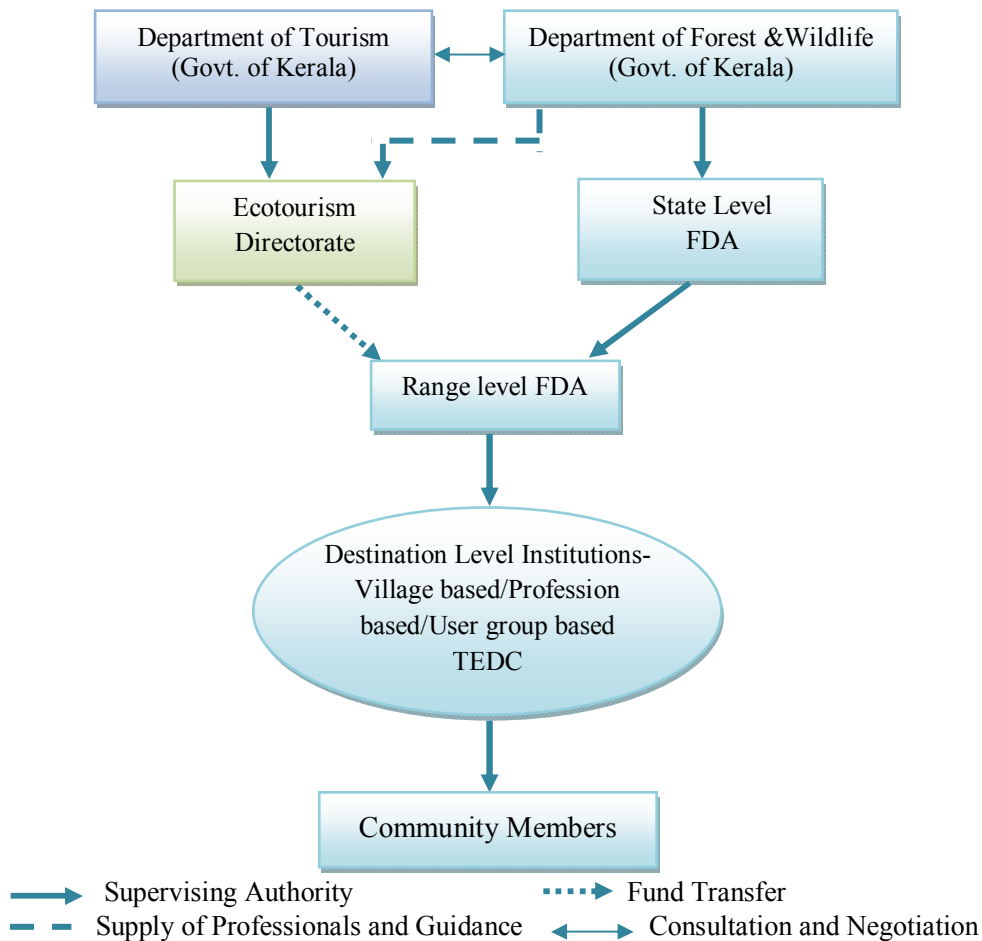 Department of Tourism
(Govt. of Kerala)
Department of Forest &Wildlife
(Govt. of Kerala)
Ecotourism
Directorate
State Level
FDA
Range level FDA
Destination Level Institutions-
Village based/Profession
based/User group based
TEDC
Community Members
Supervising Authority
Fund Transfer
Supply of Professionals and Guidance
Consultation and Negotiation